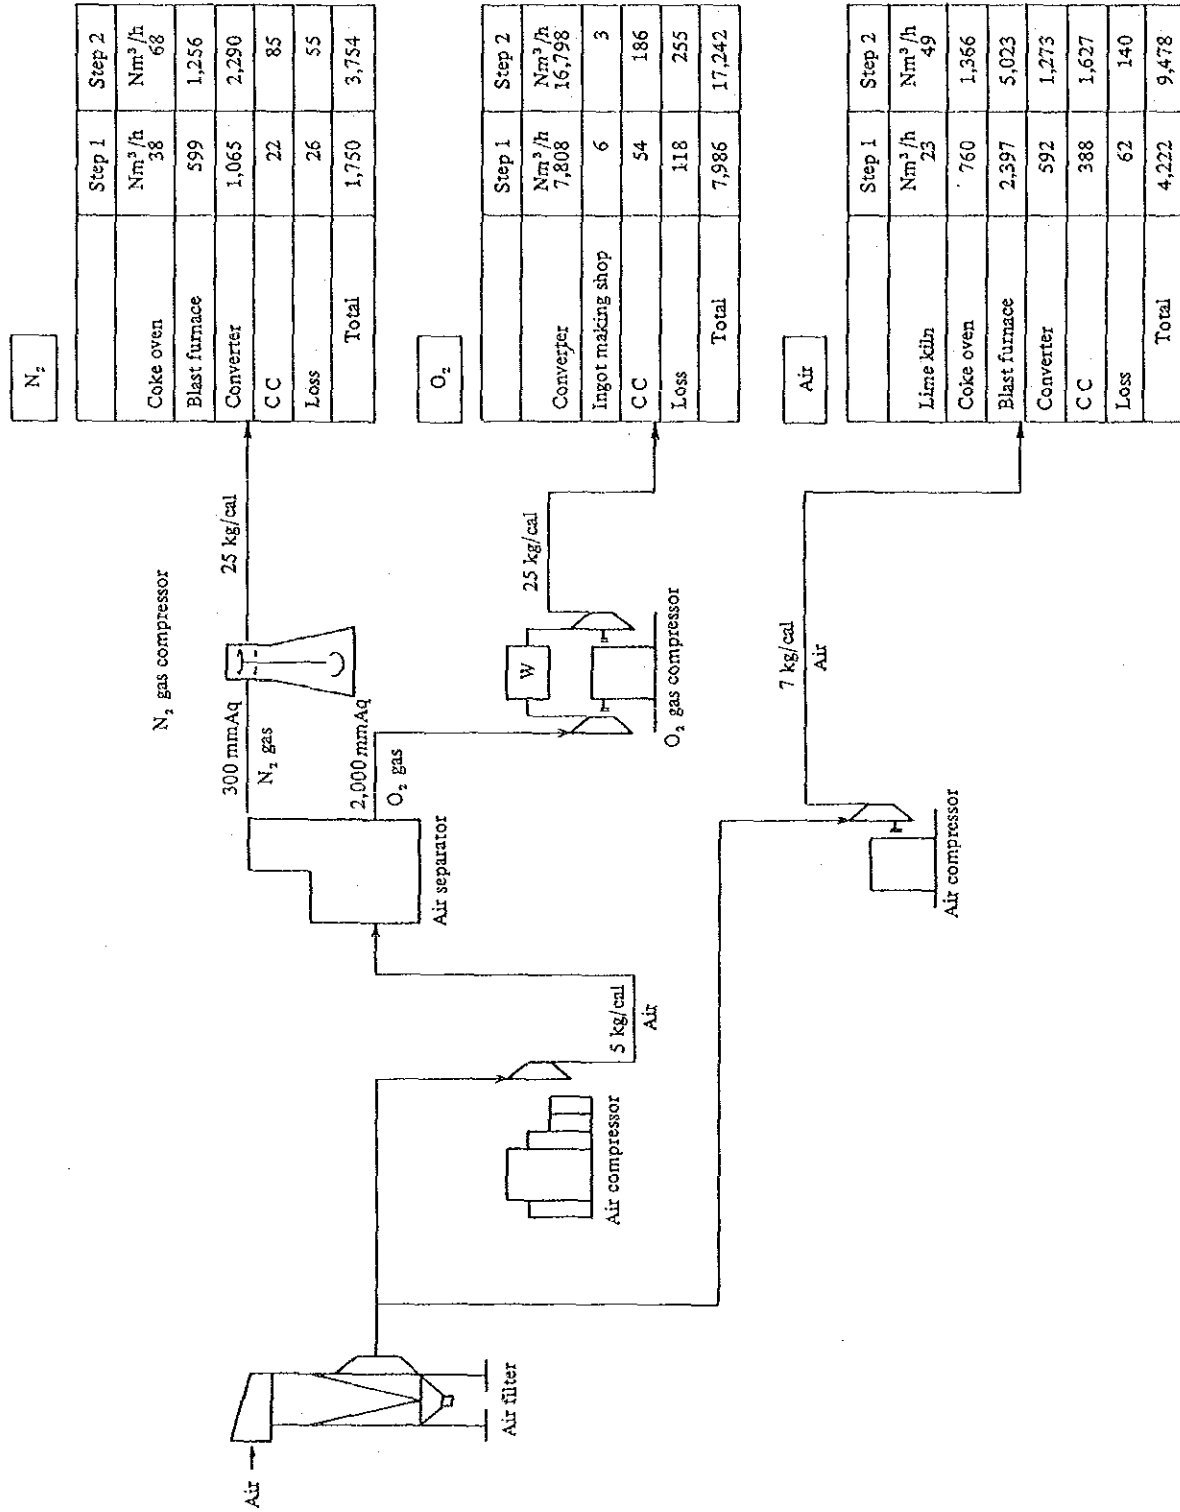 Air
Air filter
Air compressor
5 kg/cal
Air
Air separator
300 mmAq
N₂ gas
2,000 mmAq
O₂ gas
N₂ gas compressor
25 kg/cal
W
O₂ gas compressor
25 kg/cal
Air compressor
7 kg/cal
Air
N₂
Step 1 Step 2
Nm³/h Nm³/h
Coke oven 38 68
Blast furnace 599 1,256
Converter 1,065 2,290
C C 22 85
Loss 26 55
Total 1,750 3,754
O₂
Step 1 Step 2
Nm³/h Nm³/h
Converter 7,808 16,798
Ingot making shop 6 3
C C 54 186
Loss 118 255
Total 7,986 17,242
Air
Step 1 Step 2
Nm³/h Nm³/h
Lime kiln 23 49
Coke oven 760 1,366
Blast furnace 2,397 5,023
Converter 592 1,273
C C 388 1,627
Loss 62 140
Total 4,222 9,478